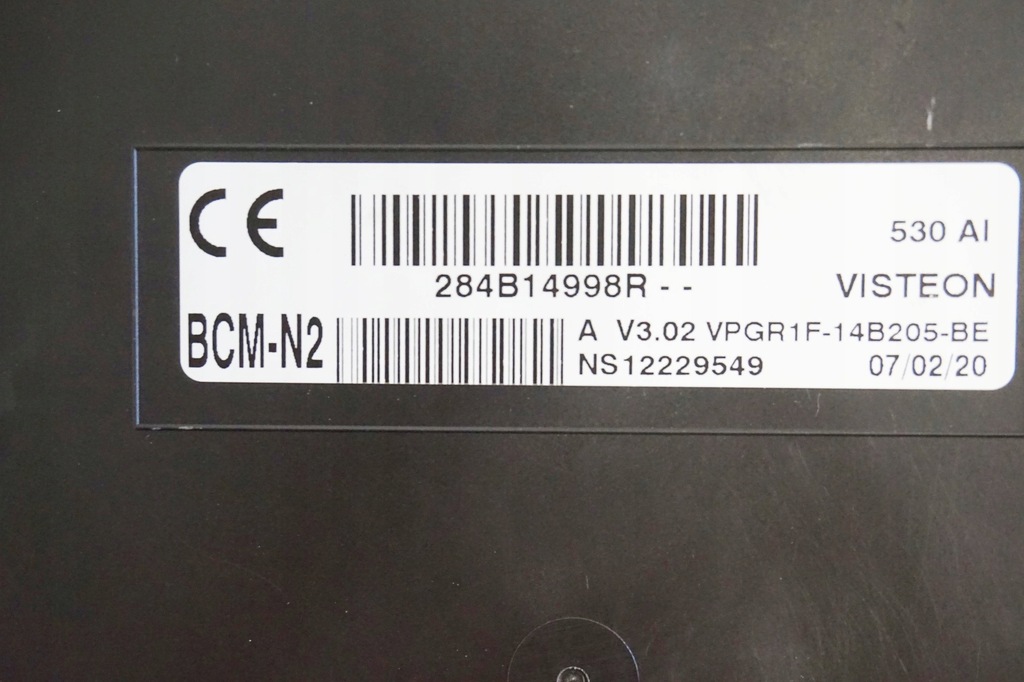 CE
530 AI
284B14998R - -
VISTEON
BCM-N2
A V3.02 VPGR1F-14B205-BE
NS12229549
07/02/20